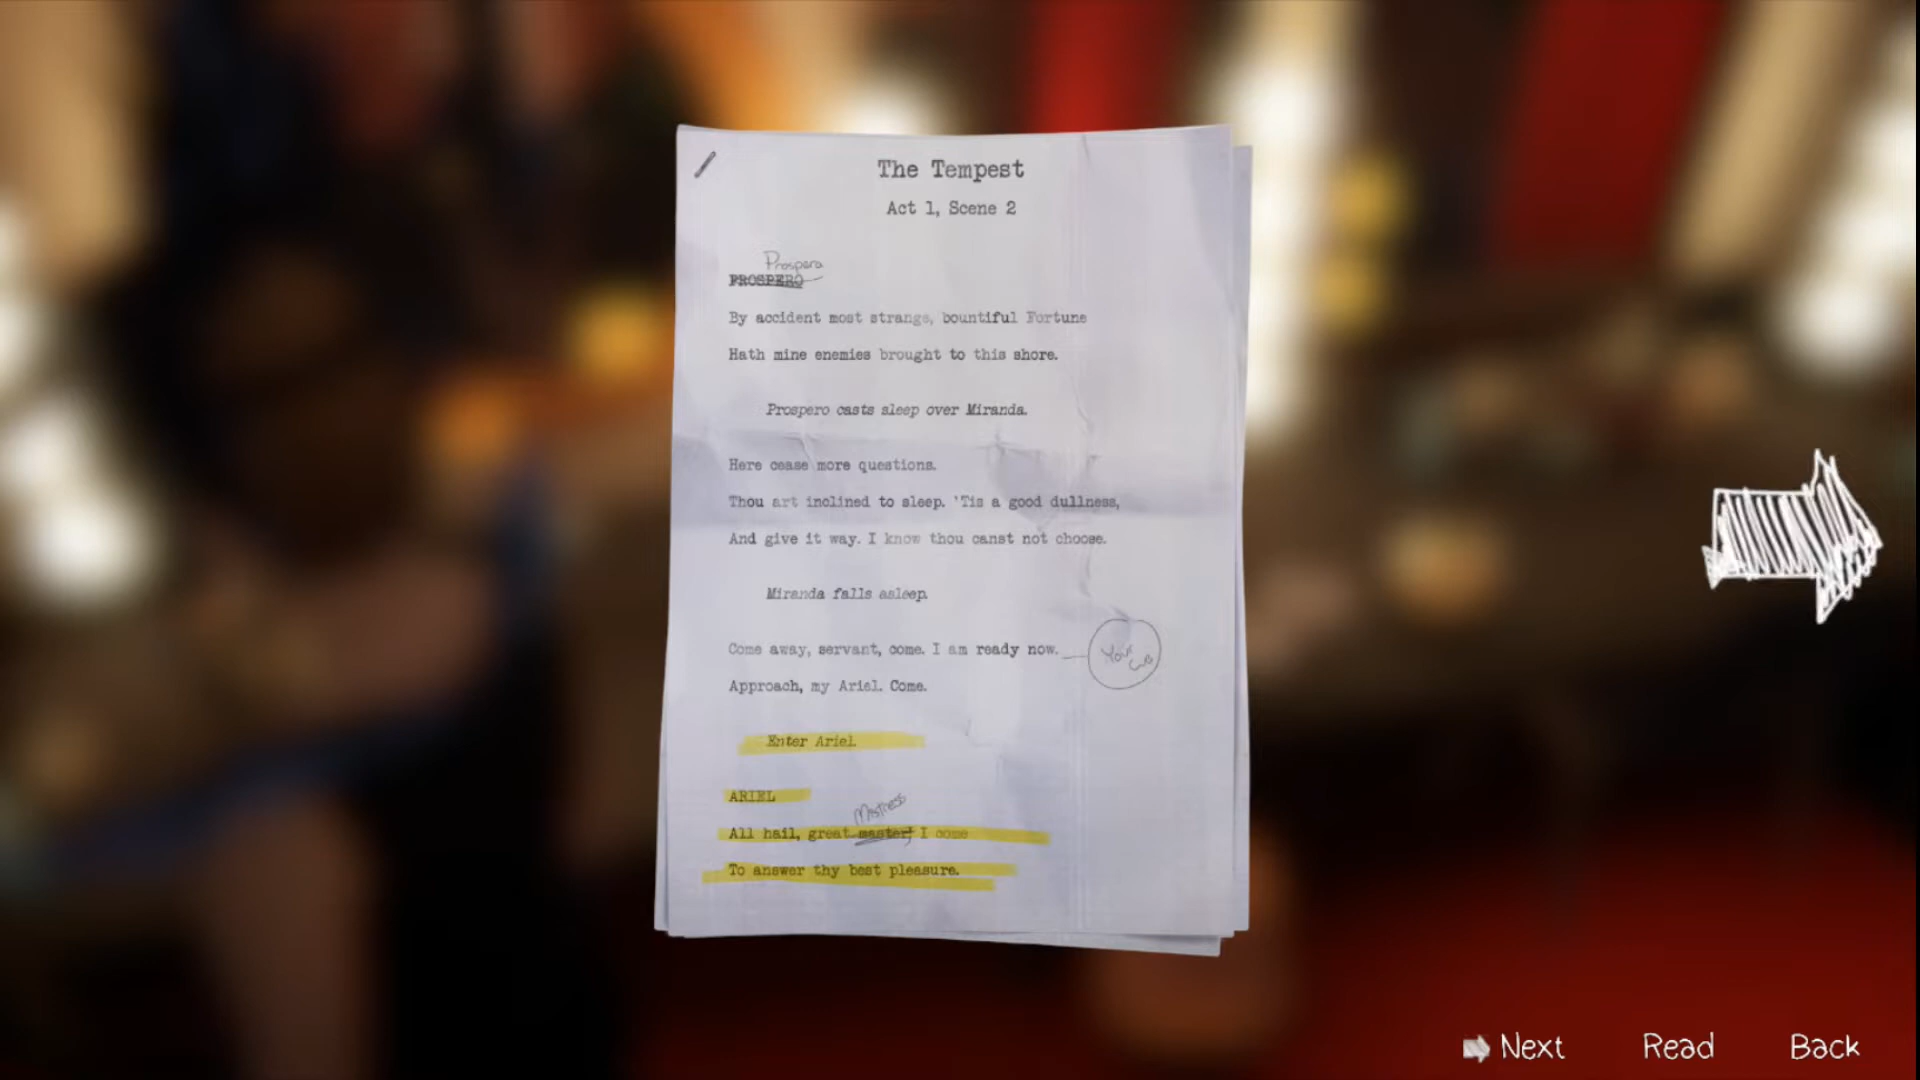 The Tempest
Act 1, Scene 2
Prospera
PROSPERO
By accident most strange, bountiful Fortune
Hath mine enemies brought to this shore.
Prospero casts sleep over Miranda.
Here cease more questions.
Thou art inclined to sleep. 'Tis a good dullness,
And give it way. I know thou canst not choose.
Miranda falls asleep.
Come away, servant, come. I am ready now.
Your
Cue
Approach, my Ariel. Come.
Enter Ariel.
ARIEL
Mistress
All hail, great master, I come
To answer thy best pleasure.
Next Read Back